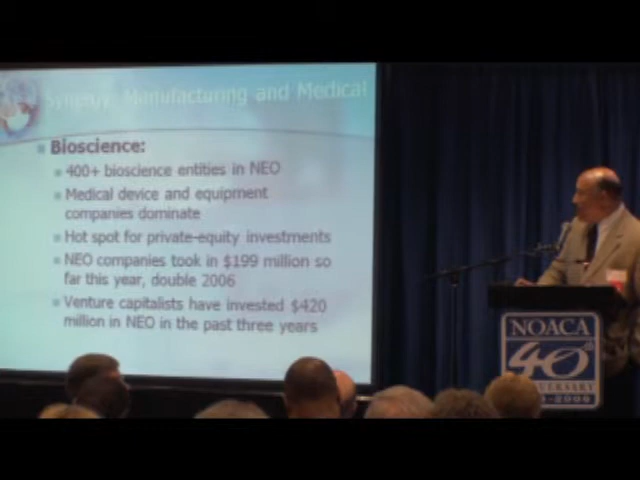 Synergy: Manufacturing and Medical
Bioscience:
400+ bioscience entities in NEO
Medical device and equipment
companies dominate
Hot spot for private-equity investments
NEO companies took in $199 million so
far this year, double 2006
Venture capitalists have invested $420
million in NEO in the past three years
NOACA
40th